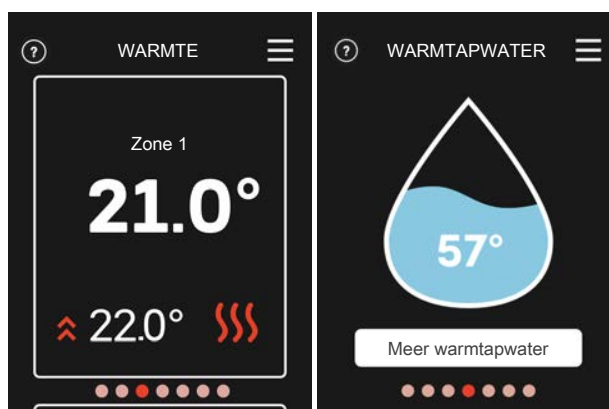 ?
WARMTE
Zone 1
21.0°
22.0°
?
WARMTAPWATER
57°
Meer warmtapwater